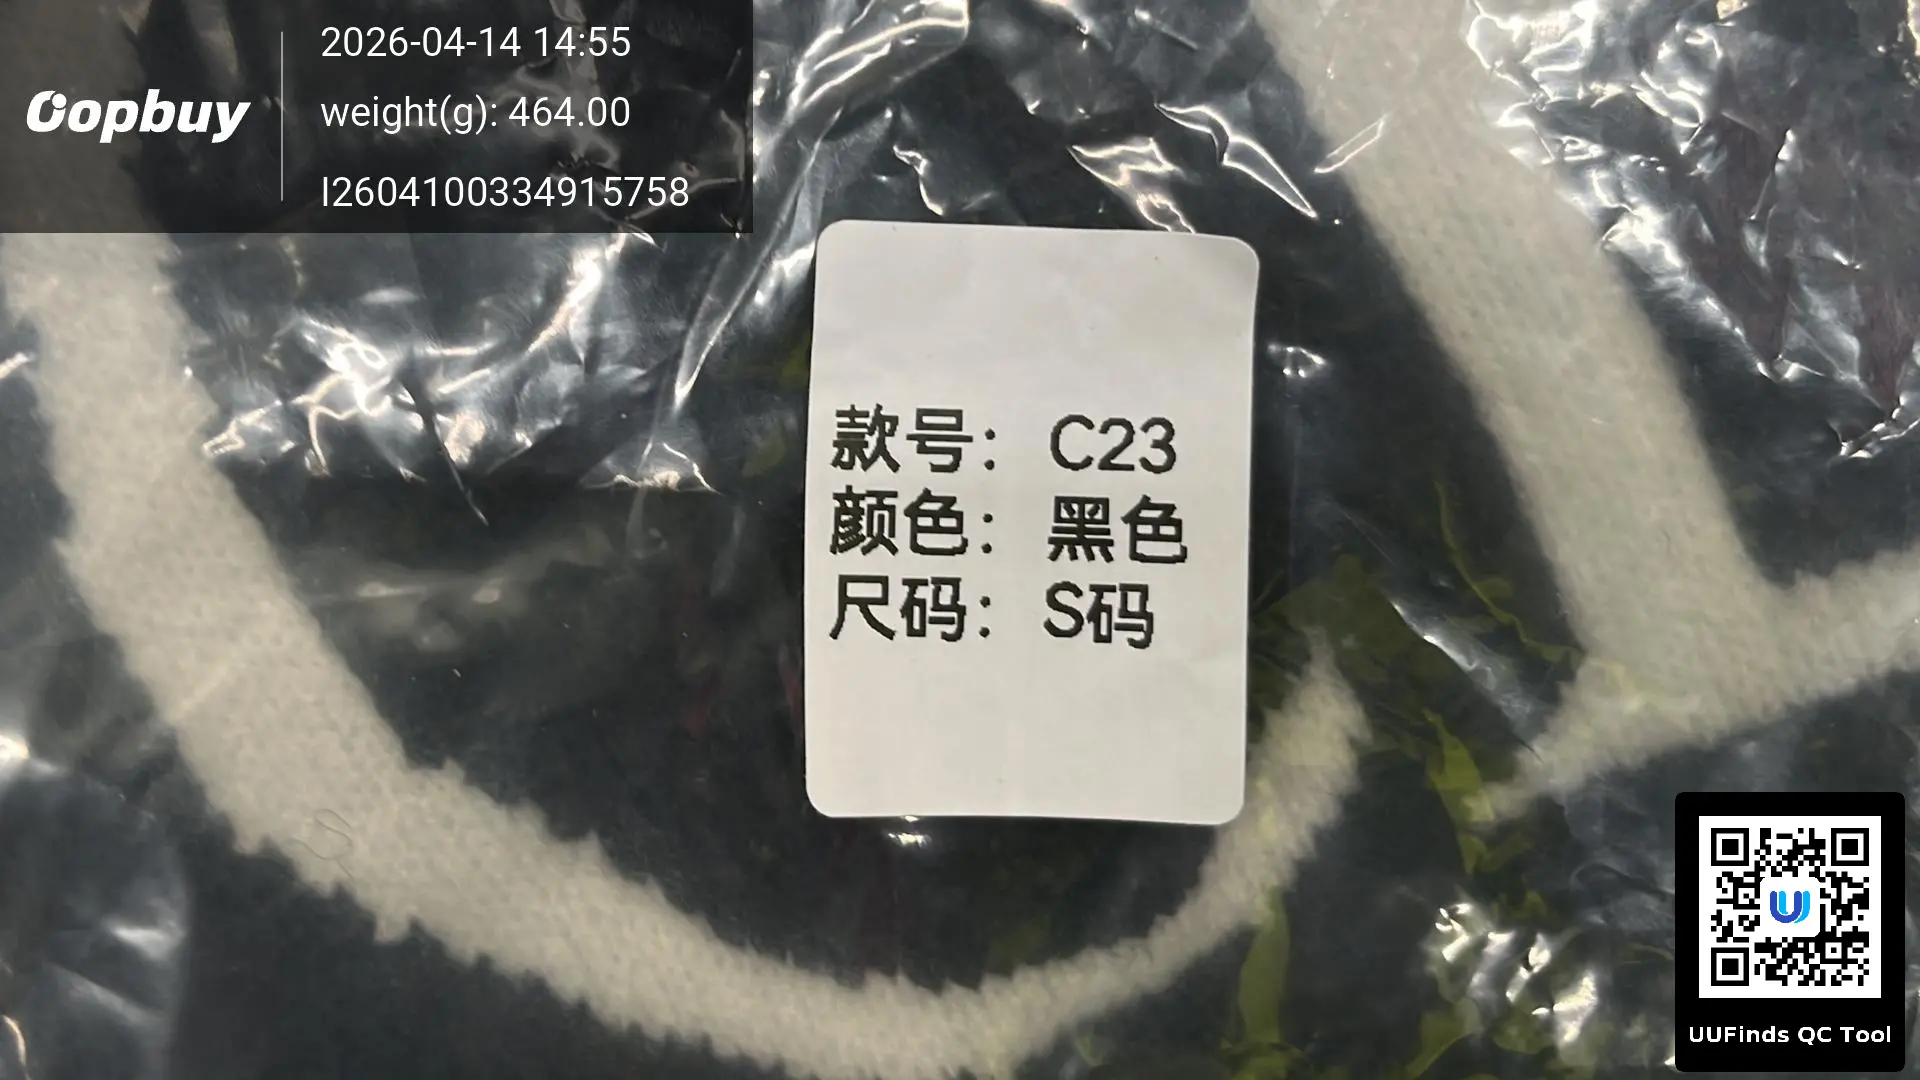 2026-04-14 14:55
oopbuy
weight(g): 464.00
I2604100334915758
款号： C23
颜色： 黑色
尺码： S码
UUFinds QC Tool